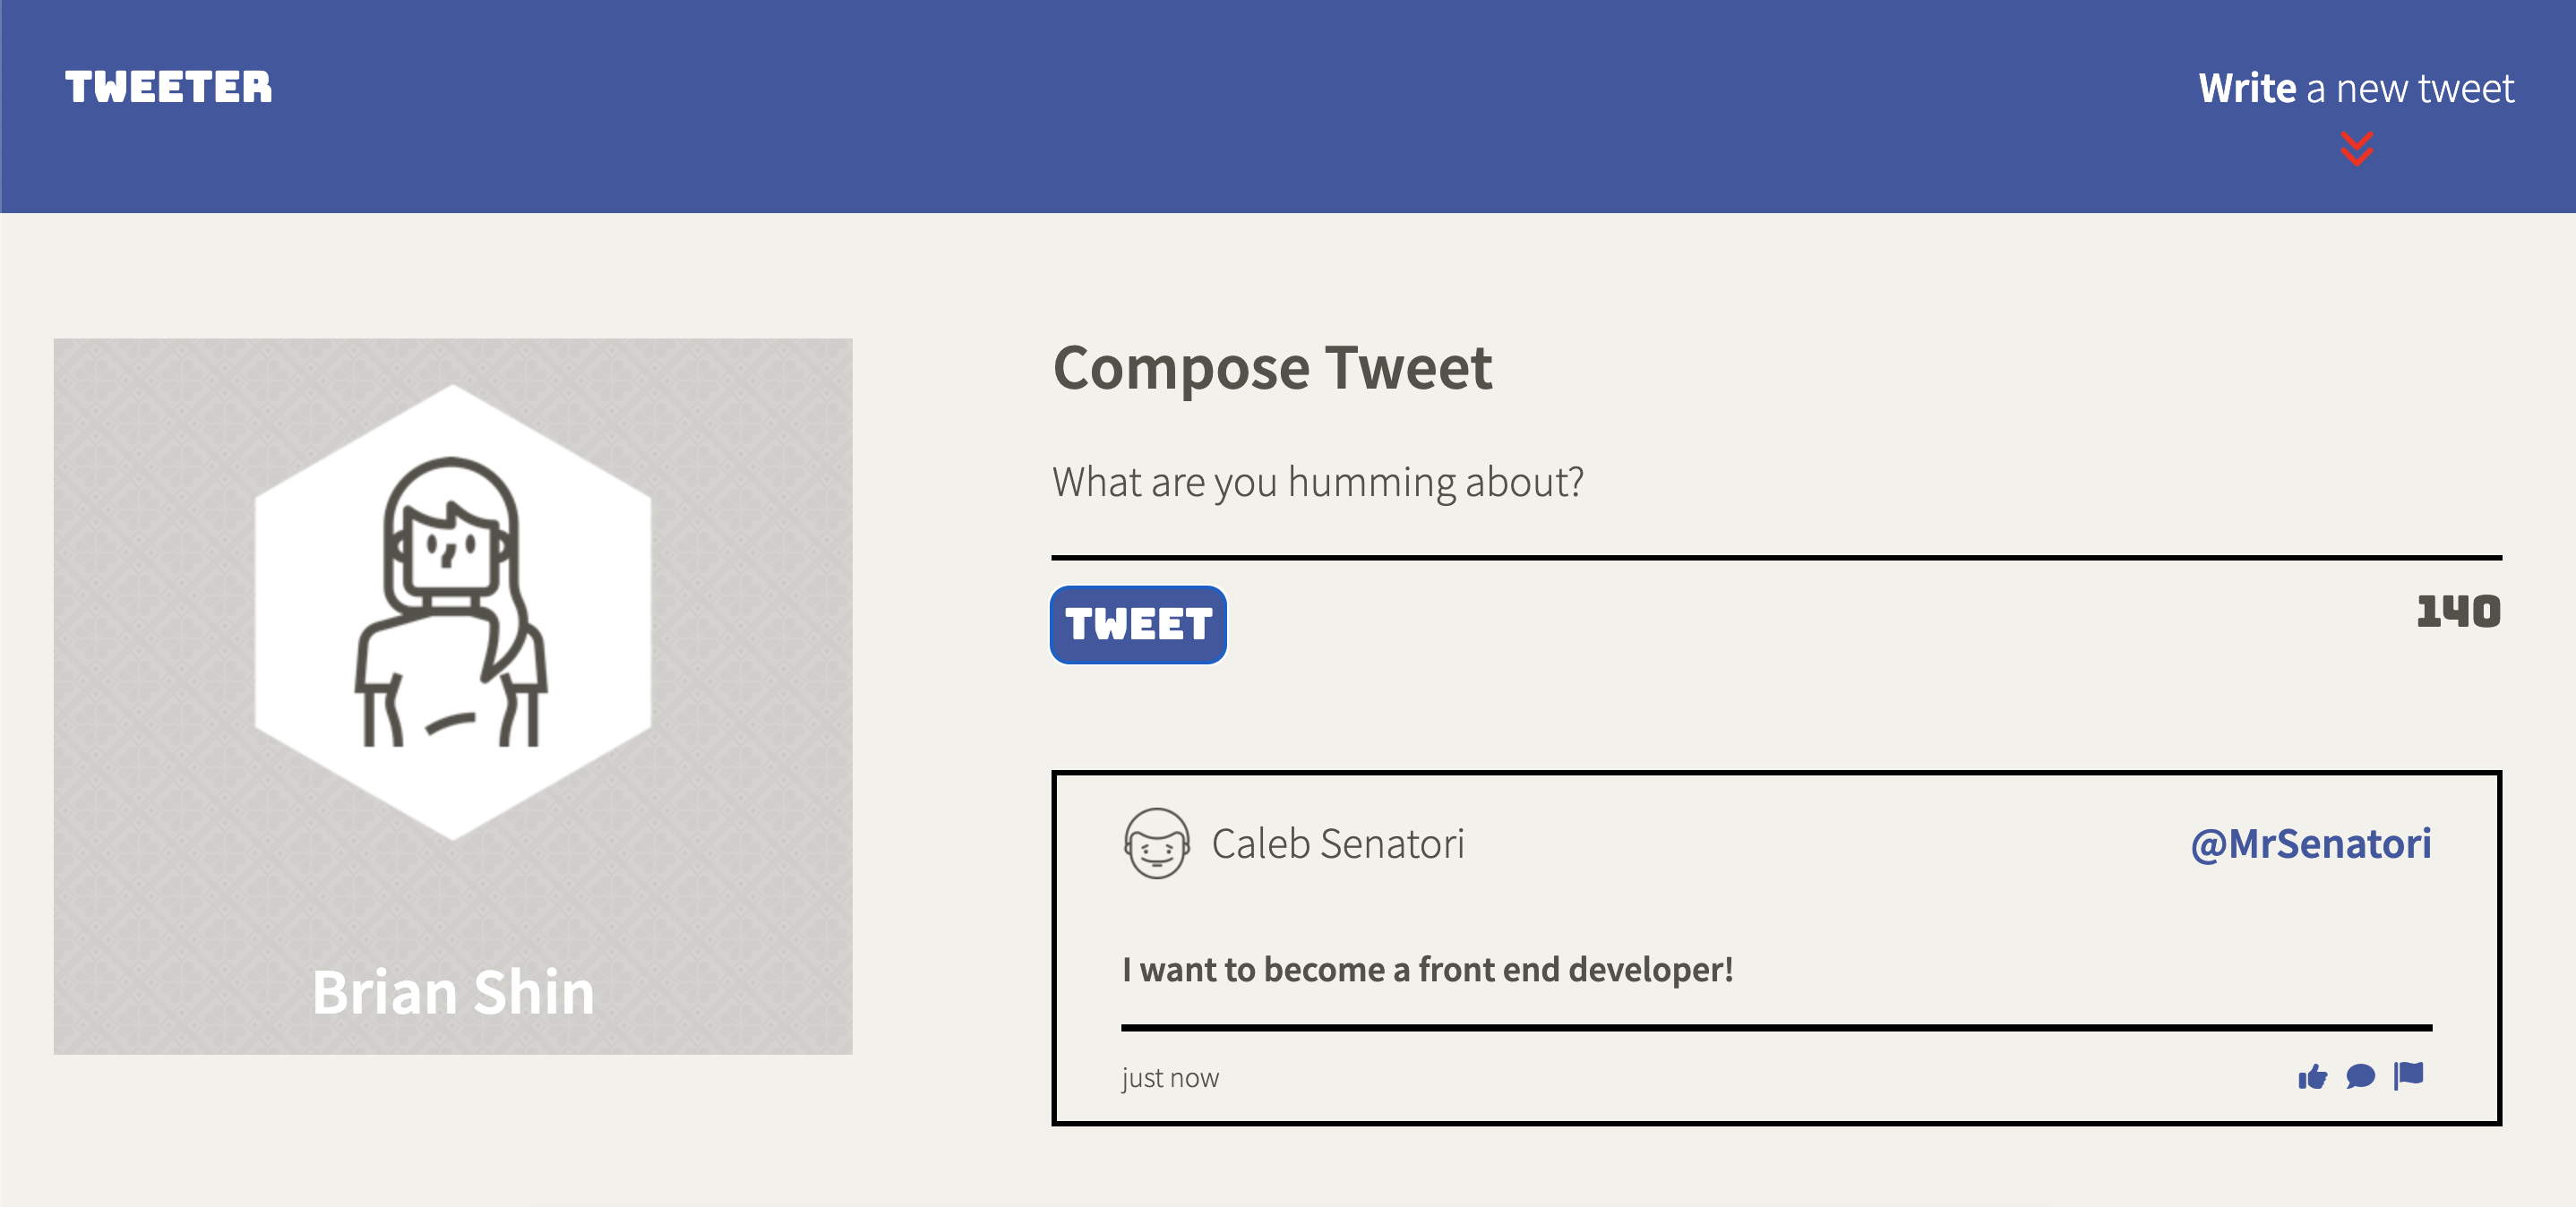 TWEETER
Write a new tweet
Brian Shin
Compose Tweet
What are you humming about?
TWEET
140
Caleb Senatori
@MrSenatori
I want to become a front end developer!
just now